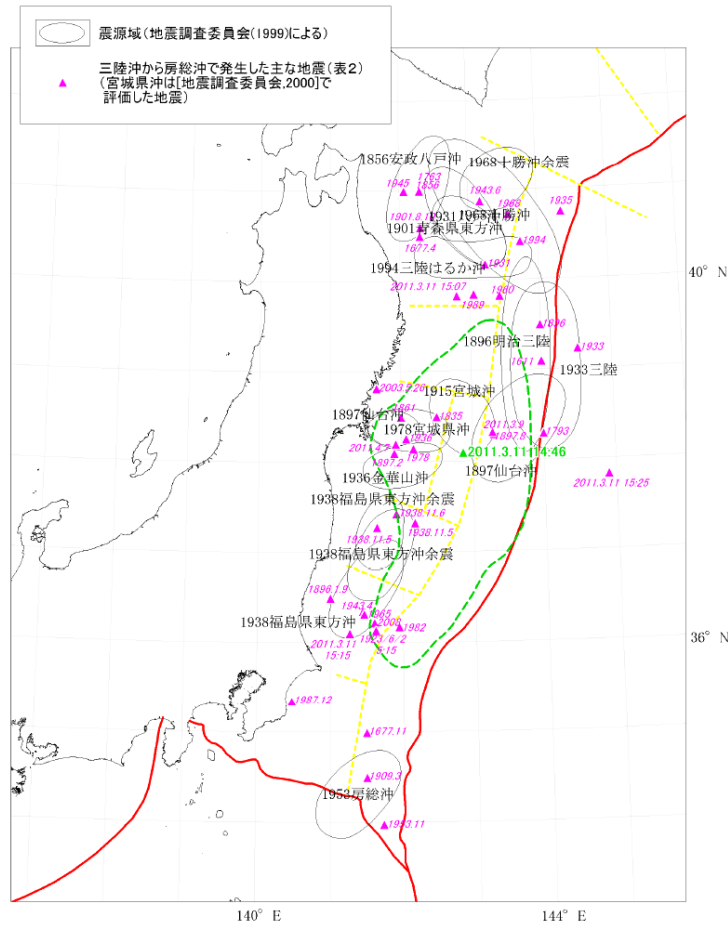 震源域(地震調査委員会(1999)による)
三陸沖から房総沖で発生した主な地震(表2)
(宮城県沖は[地震調査委員会,2000]で
評価した地震)
1856安政八戸沖
1968十勝沖余震
1763
1945
1856
1943.6
1968
1935
1968十勝沖
1901青森県東方沖
1677.4
1994
1994三陸はるか沖
1931
40° N
2011.3.11 15:07
1989
1960
1896
1896明治三陸
1933
1611
1933三陸
2003.5.26
1915宮城沖
1897仙台沖
1861
1835
1978宮城県沖
2011.3.9
1897.8
1793
1936
2011.4.7
1978
2011.3.11 14:46
1897.2
1897仙台沖
2011.3.11 15:25
1936金華山沖
1938福島県東方沖余震
1938.11.6
1938.11.5
1938.11.5
1938福島県東方沖余震
1896.1.9
1943.4
1965
1938福島県東方沖
2008
1982
36° N
2011.3.11
15:15
1923/6/2
5:15
1987.12
1677.11
1909.3
1953房総沖
1953.11
140° E
144° E